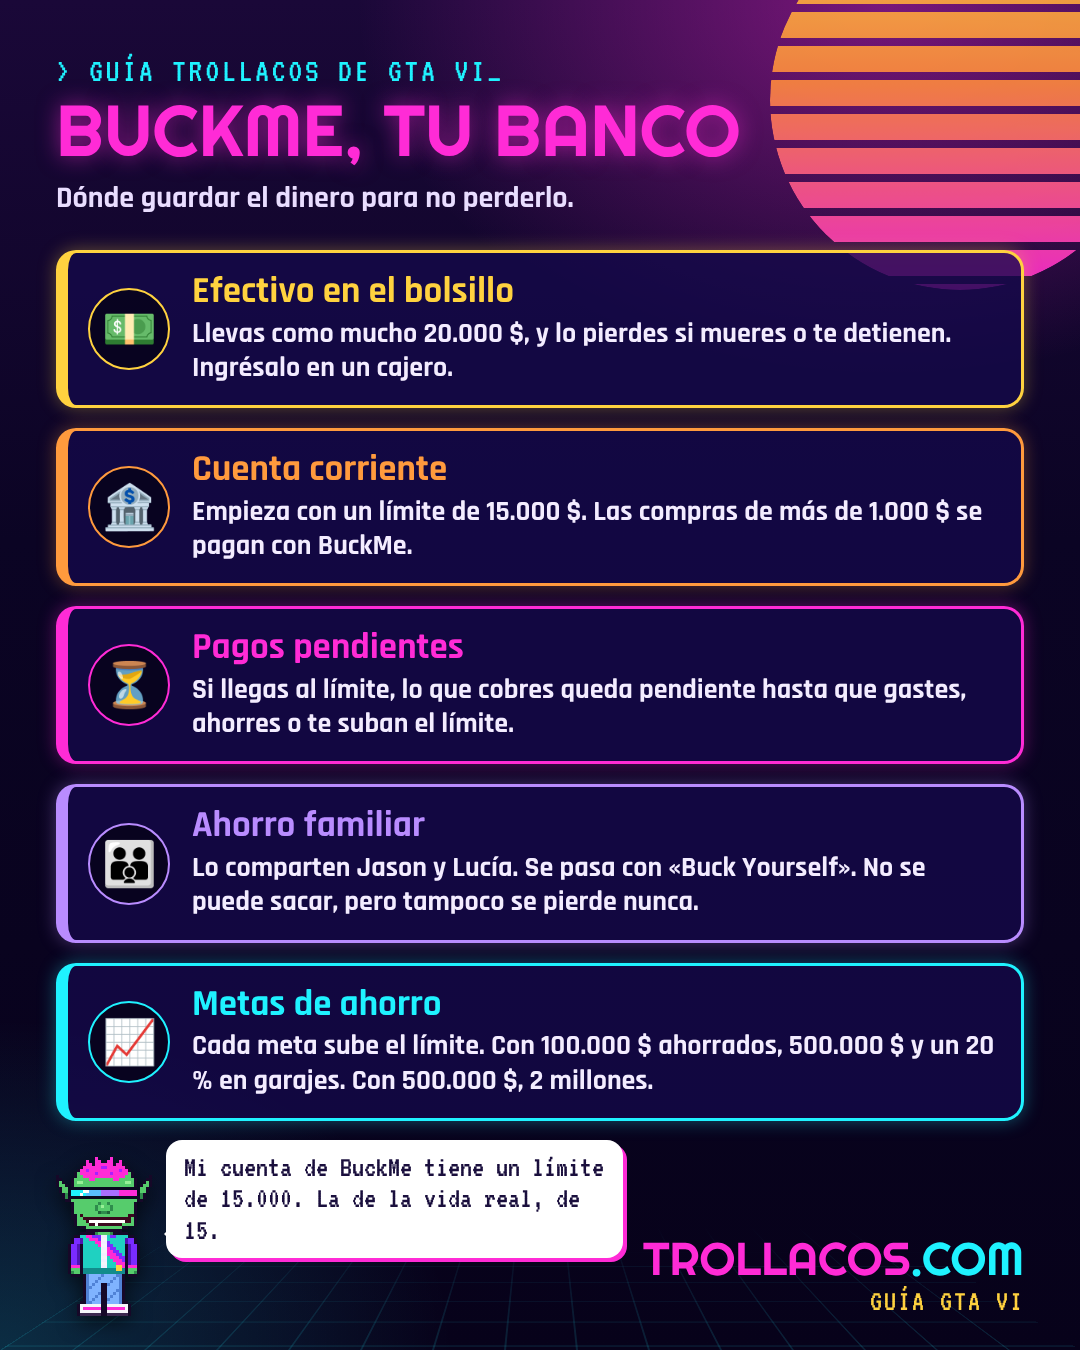 > GUÍA TROLLACOS DE GTA VI_
BUCKME, TU BANCO
Dónde guardar el dinero para no perderlo.
Efectivo en el bolsillo
Llevas como mucho 20.000 $, y lo pierdes si mueres o te detienen.
Ingrésalo en un cajero.
Cuenta corriente
Empieza con un límite de 15.000 $. Las compras de más de 1.000 $ se
pagan con BuckMe.
Pagos pendientes
Si llegas al límite, lo que cobres queda pendiente hasta que gastes,
ahorres o te suban el límite.
Ahorro familiar
Lo comparten Jason y Lucía. Se pasa con «Buck Yourself». No se
puede sacar, pero tampoco se pierde nunca.
Metas de ahorro
Cada meta sube el límite. Con 100.000 $ ahorrados, 500.000 $ y un 20
% en garajes. Con 500.000 $, 2 millones.
Mi cuenta de BuckMe tiene un límite
de 15.000. La de la vida real, de
15.
TROLLACOS.COM
GUÍA GTA VI